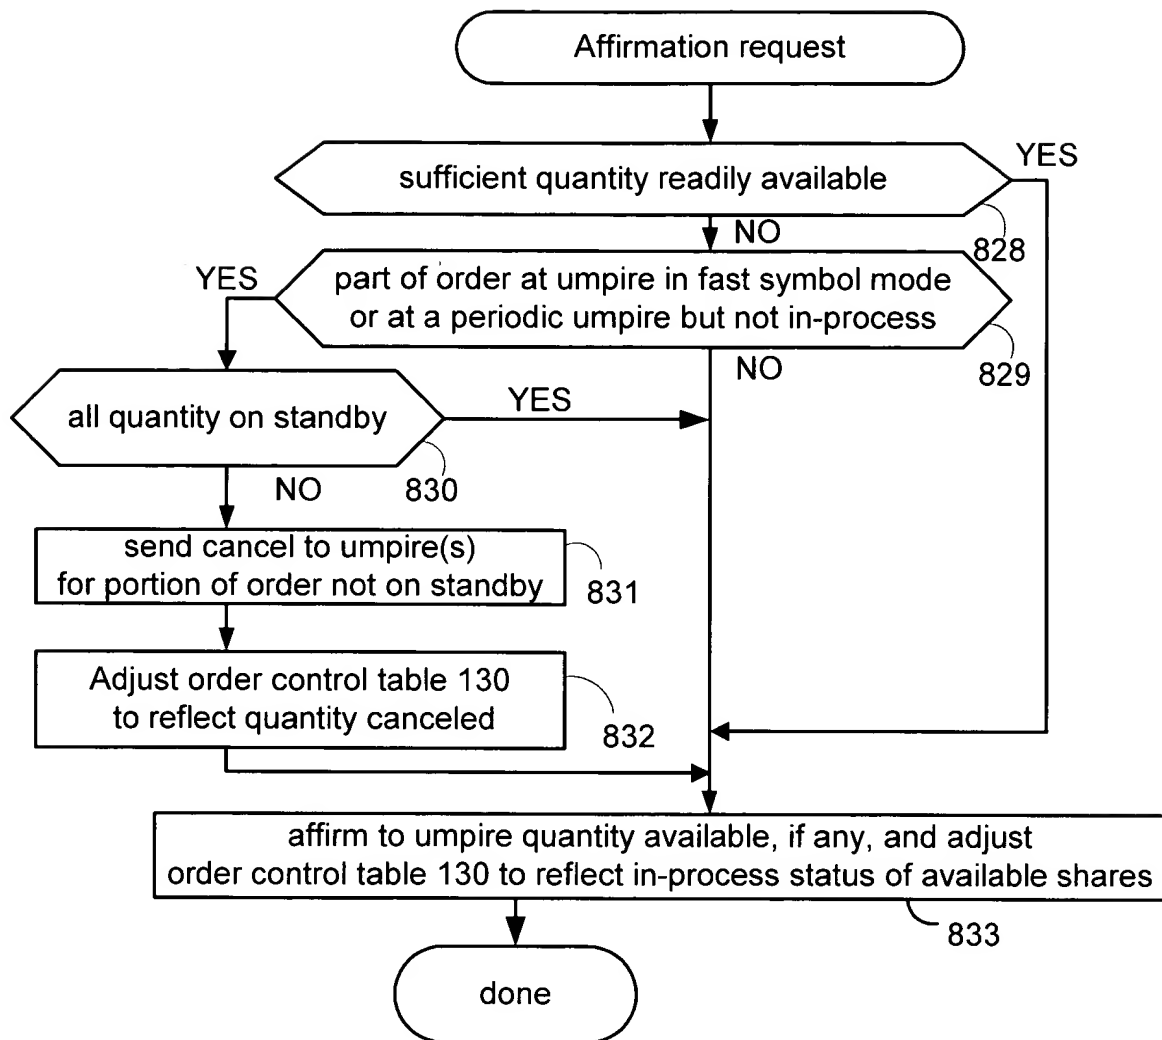 Affirmation request
YES
sufficient quantity readily available
828
NO
YES
part of order at umpire in fast symbol mode
or at a periodic umpire but not in-process
829
NO
YES
all quantity on standby
830
NO
send cancel to umpire(s)
for portion of order not on standby
831
Adjust order control table 130
to reflect quantity canceled
832
affirm to umpire quantity available, if any, and adjust
order control table 130 to reflect in-process status of available shares
833
done